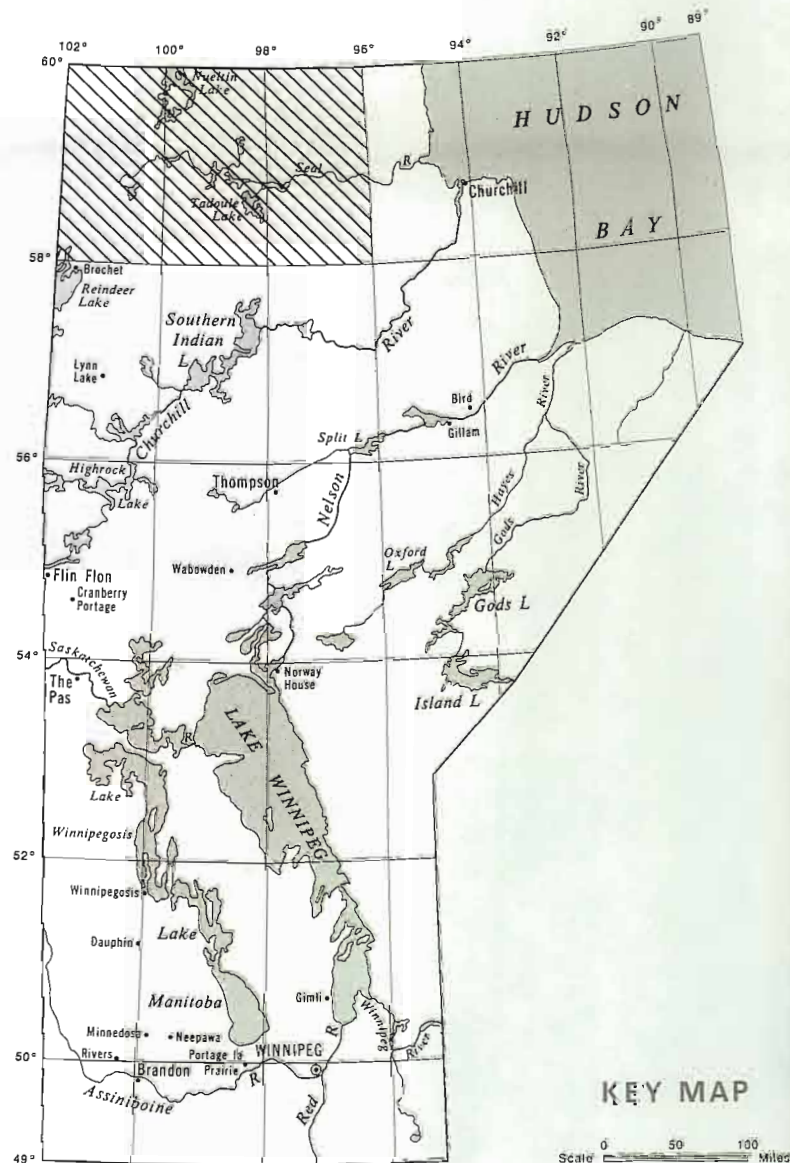 102°
100°
98°
96°
94°
92°
90°
89°
60°
Nueltin
Lake
HUDSON
BAY
Seal
R
Churchill
Tadoule
Lake
58°
Brochet
Reindeer
Lake
Southern
Indian
L
River
Lynn
Lake
Churchill
River
River
Bird
Gillam
Split L
56°
Highrock
Lake
Thompson
Nelson
Hayes
Gods
River
Flin Flon
Cranberry
Portage
Wabowden
Oxford
L
Gods L
54°
Saskatchewan
The
Pas
R
Norway
House
Island L
LAKE
WINNIPEG
Lake
Winnipegosis
52°
Winnipegosis
Dauphin
Lake
Manitoba
Gimli
Winnipeg
River
Minnedosa
Neepawa
50°
Rivers
Portage la
Prairie
WINNIPEG
R
Brandon
R
Assiniboine
Red
49°
KEY MAP
Scale
0 50 100
Miles